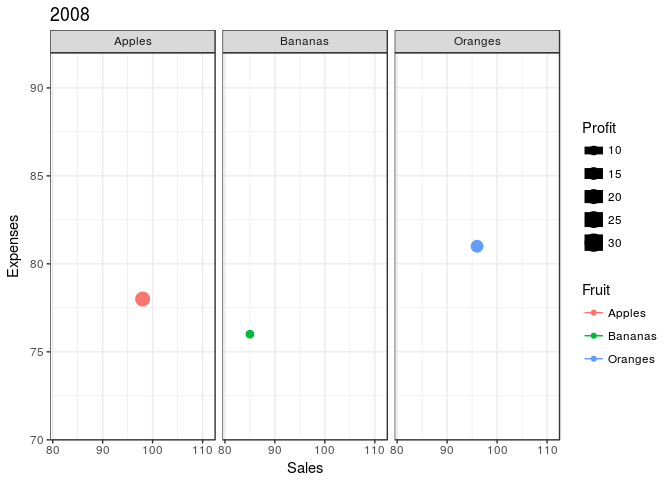 2008
Apples Bananas Oranges
90
85
80
75
70
Expenses
80 90 100 110 80 90 100 110 80 90 100 110
Sales
Profit
10
15
20
25
30
Fruit
Apples
Bananas
Oranges